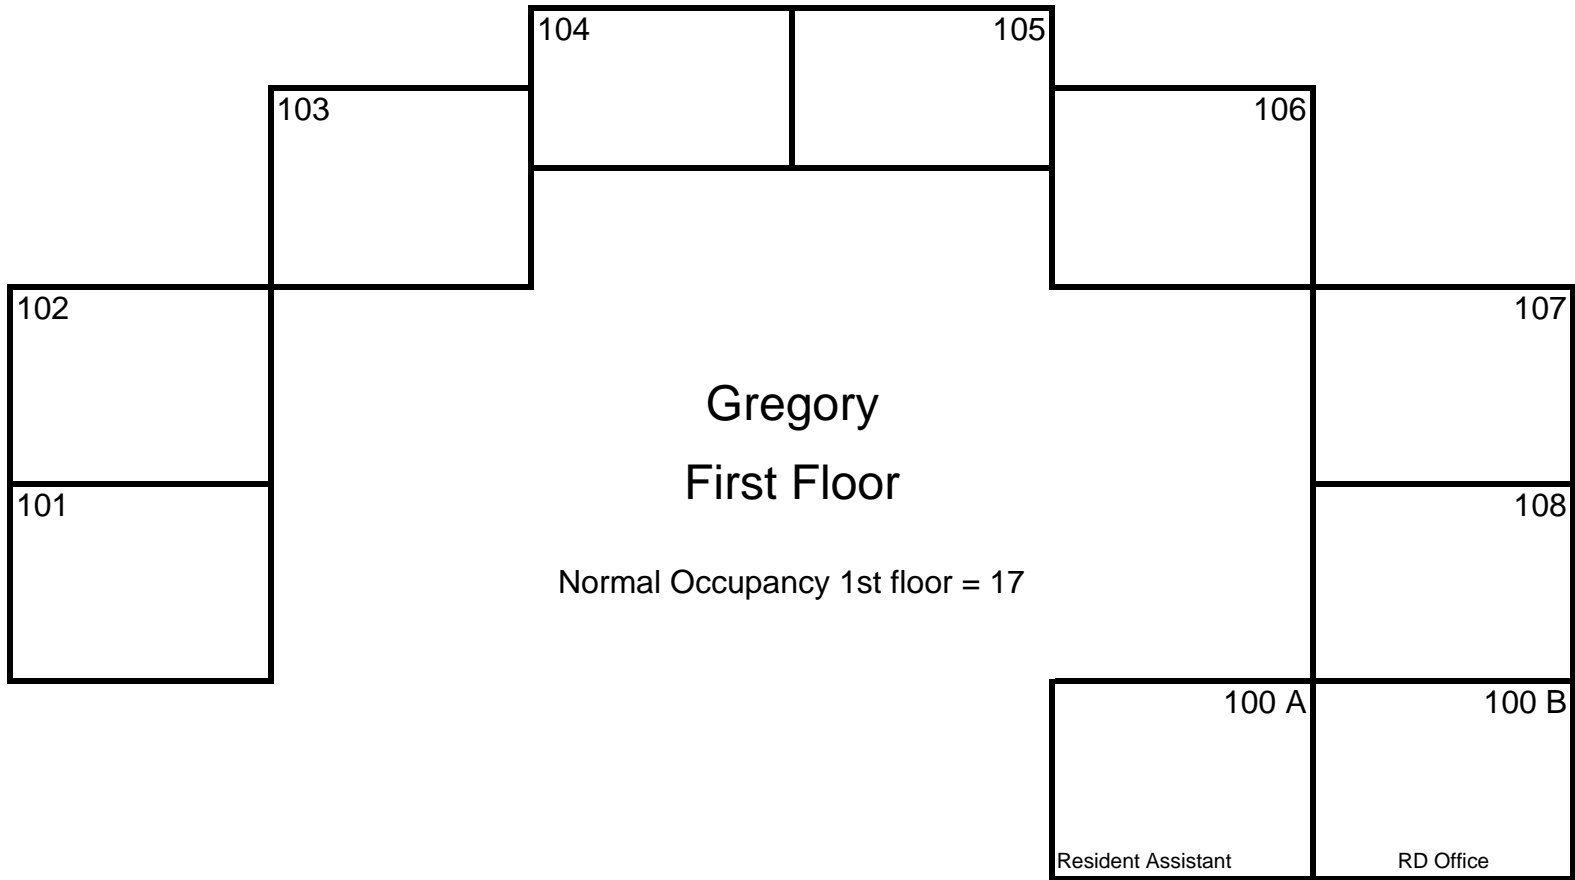 104
105
103
106
102
107
Gregory
First Floor
101
108
Normal Occupancy 1st floor = 17
100 A
100 B
Resident Assistant
RD Office